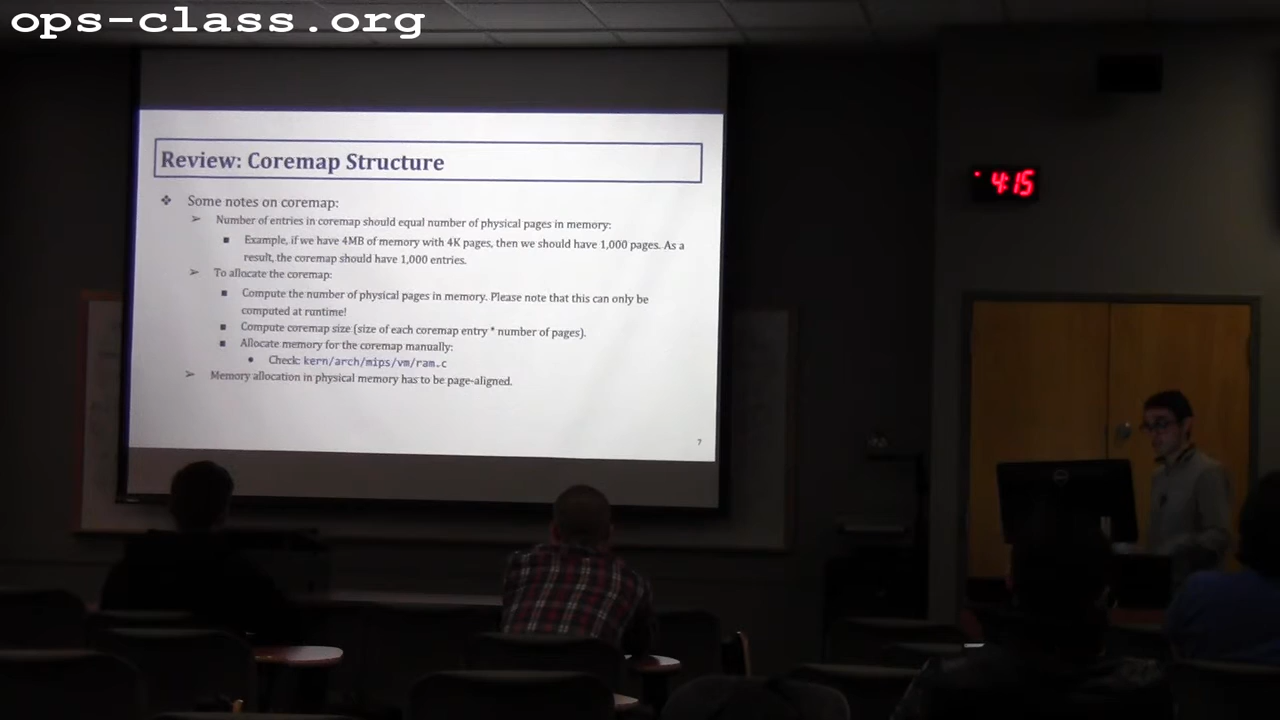 ops-class.org
Review: Coremap Structure
❖ Some notes on coremap:
➢ Number of entries in coremap should equal number of physical pages in memory:
▪ Example, if we have 4MB of memory with 4K pages, then we should have 1,000 pages. As a
result, the coremap should have 1,000 entries.
➢ To allocate the coremap:
▪ Compute the number of physical pages in memory. Please note that this can only be
computed at runtime!
▪ Compute coremap size (size of each coremap entry * number of pages).
▪ Allocate memory for the coremap manually:
• Check: kern/arch/mips/vm/ram.c
➢ Memory allocation in physical memory has to be page-aligned.
7
4:15